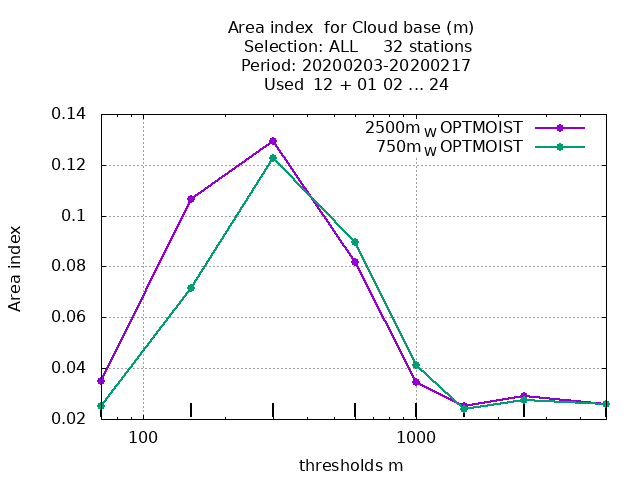 Area index  for Cloud base (m)
Selection: ALL     32 stations
Period: 20200203-20200217
Used  12 + 01 02 ... 24
2500m W OPTMOIST
750m W OPTMOIST
0.14
0.12
0.1
0.08
0.06
0.04
0.02
Area index
100
1000
thresholds m